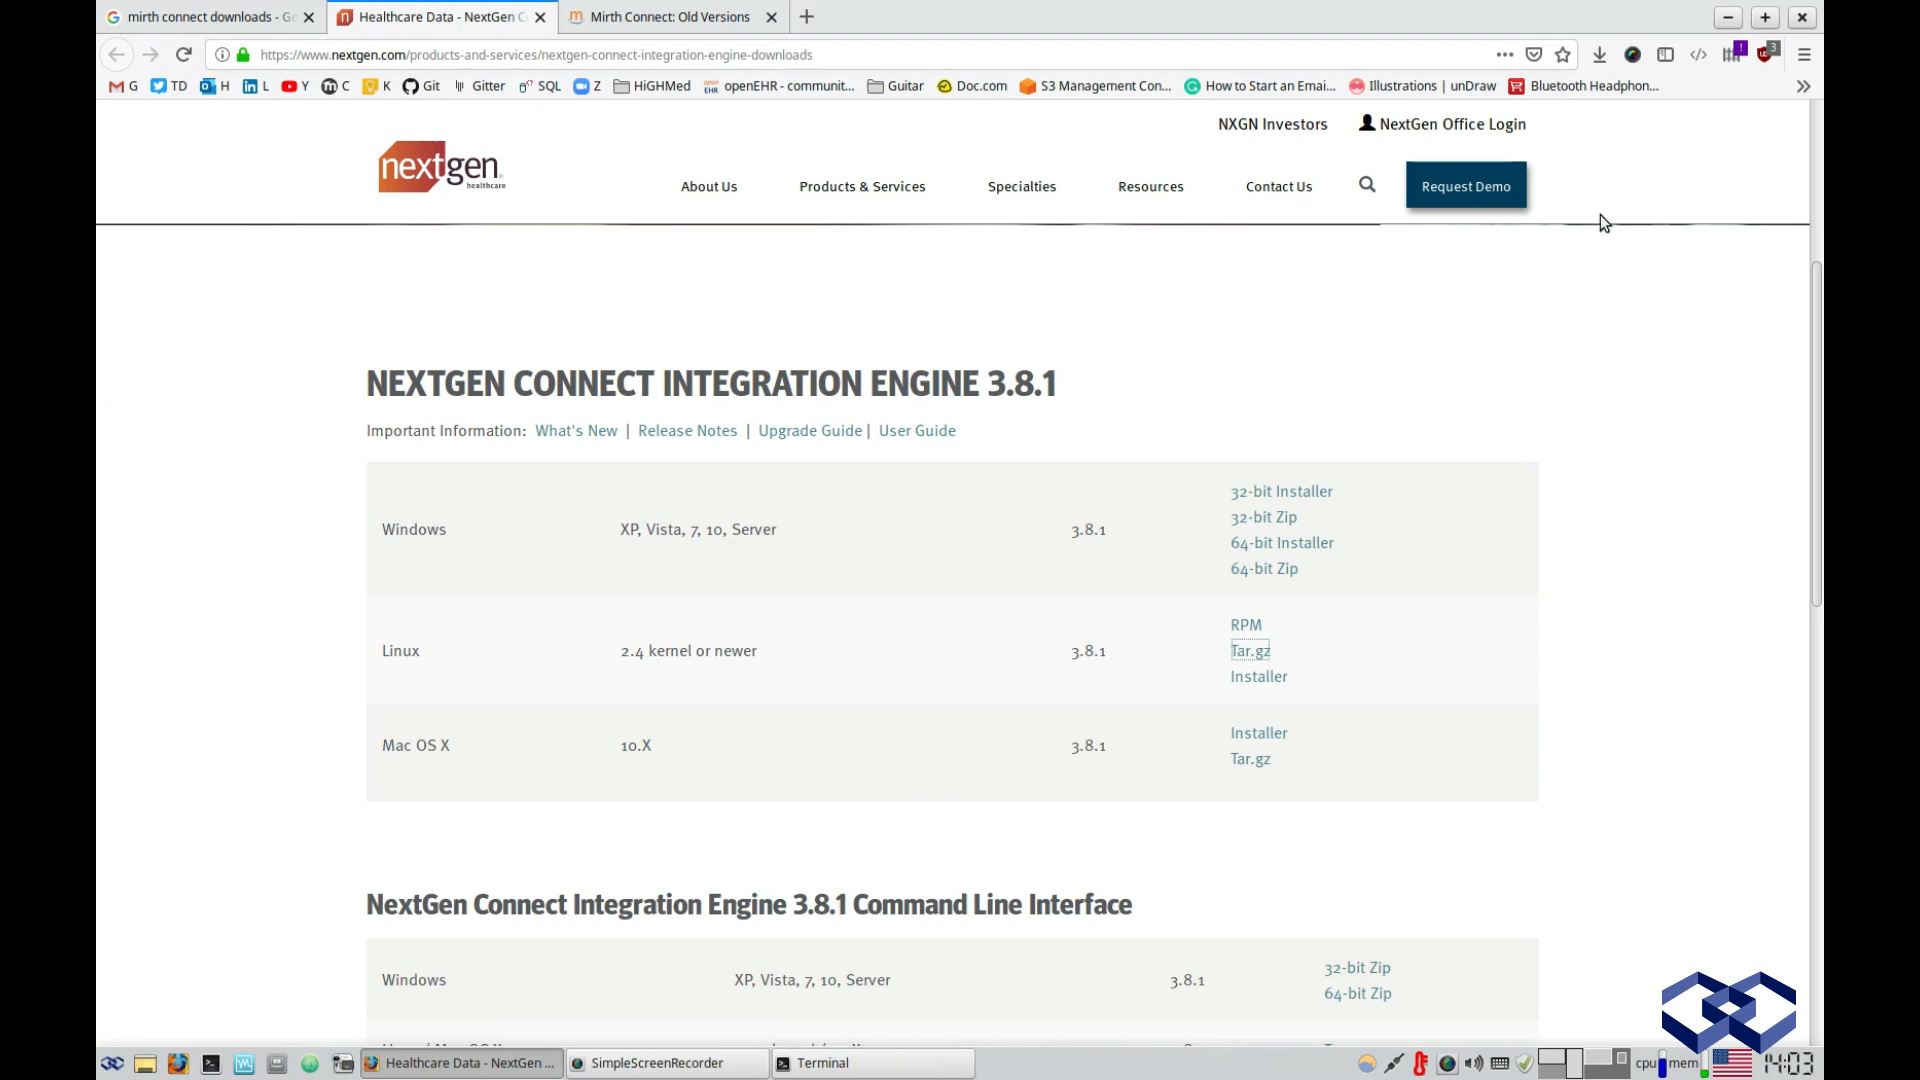 mirth connect downloads - Go
Healthcare Data - NextGen C
Mirth Connect: Old Versions
https://www.nextgen.com/products-and-services/nextgen-connect-integration-engine-downloads
3
G
TD
H
L
Y
C
K
Git
Gitter
SQL
Z
HiGHMed
openEHR - communit...
Guitar
Doc.com
S3 Management Con...
How to Start an Emai...
Illustrations | unDraw
Bluetooth Headphon...
NXGN Investors
NextGen Office Login
nextgen
healthcare
About Us
Products & Services
Specialties
Resources
Contact Us
Request Demo
NEXTGEN CONNECT INTEGRATION ENGINE 3.8.1
Important Information: What's New | Release Notes | Upgrade Guide | User Guide
Windows
XP, Vista, 7, 10, Server
3.8.1
32-bit Installer
32-bit Zip
64-bit Installer
64-bit Zip
Linux
2.4 kernel or newer
3.8.1
RPM
Tar.gz
Installer
Mac OS X
10.X
3.8.1
Installer
Tar.gz
NextGen Connect Integration Engine 3.8.1 Command Line Interface
Windows
XP, Vista, 7, 10, Server
3.8.1
32-bit Zip
64-bit Zip
Healthcare Data - NextGen ...
SimpleScreenRecorder
Terminal
cpu
mem
14:03